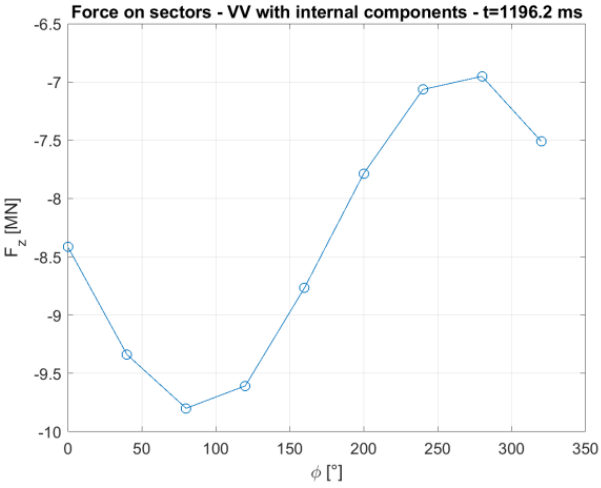 Force on sectors - VV with internal components - t=1196.2 ms
-6.5
-7
-7.5
-8
-8.5
-9
-9.5
-10
F_z [MN]
0 50 100 150 200 250 300 350
ϕ [°]